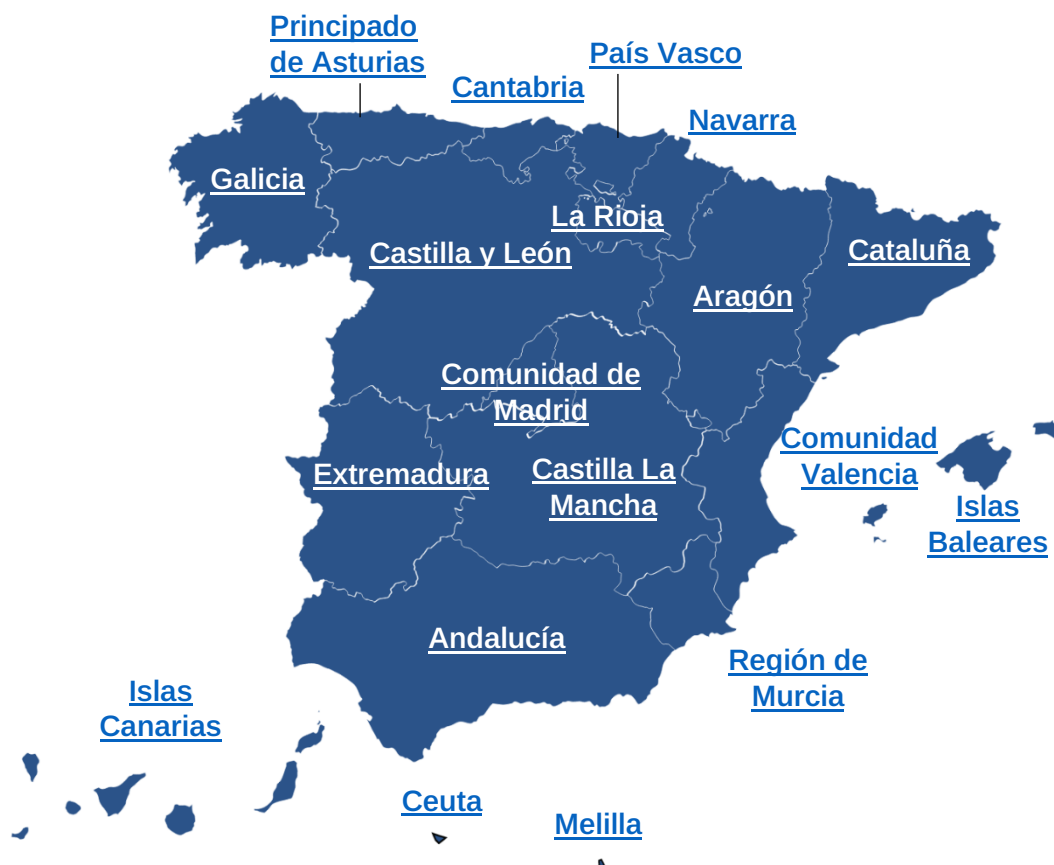 Principado
de Asturias
País Vasco
Cantabria
Navarra
Galicia
La Rioja
Castilla y León
Cataluña
Aragón
Comunidad de
Madrid
Comunidad
Valencia
Extremadura
Castilla La
Mancha
Islas
Baleares
Andalucía
Región de
Murcia
Islas
Canarias
Ceuta
Melilla